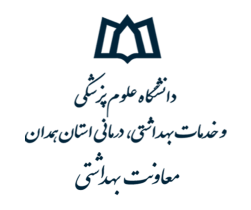 دانشگاه علوم پزشکی
و خدمات بهداشتی، درمانی استان همدان
معاونت بهداشتی